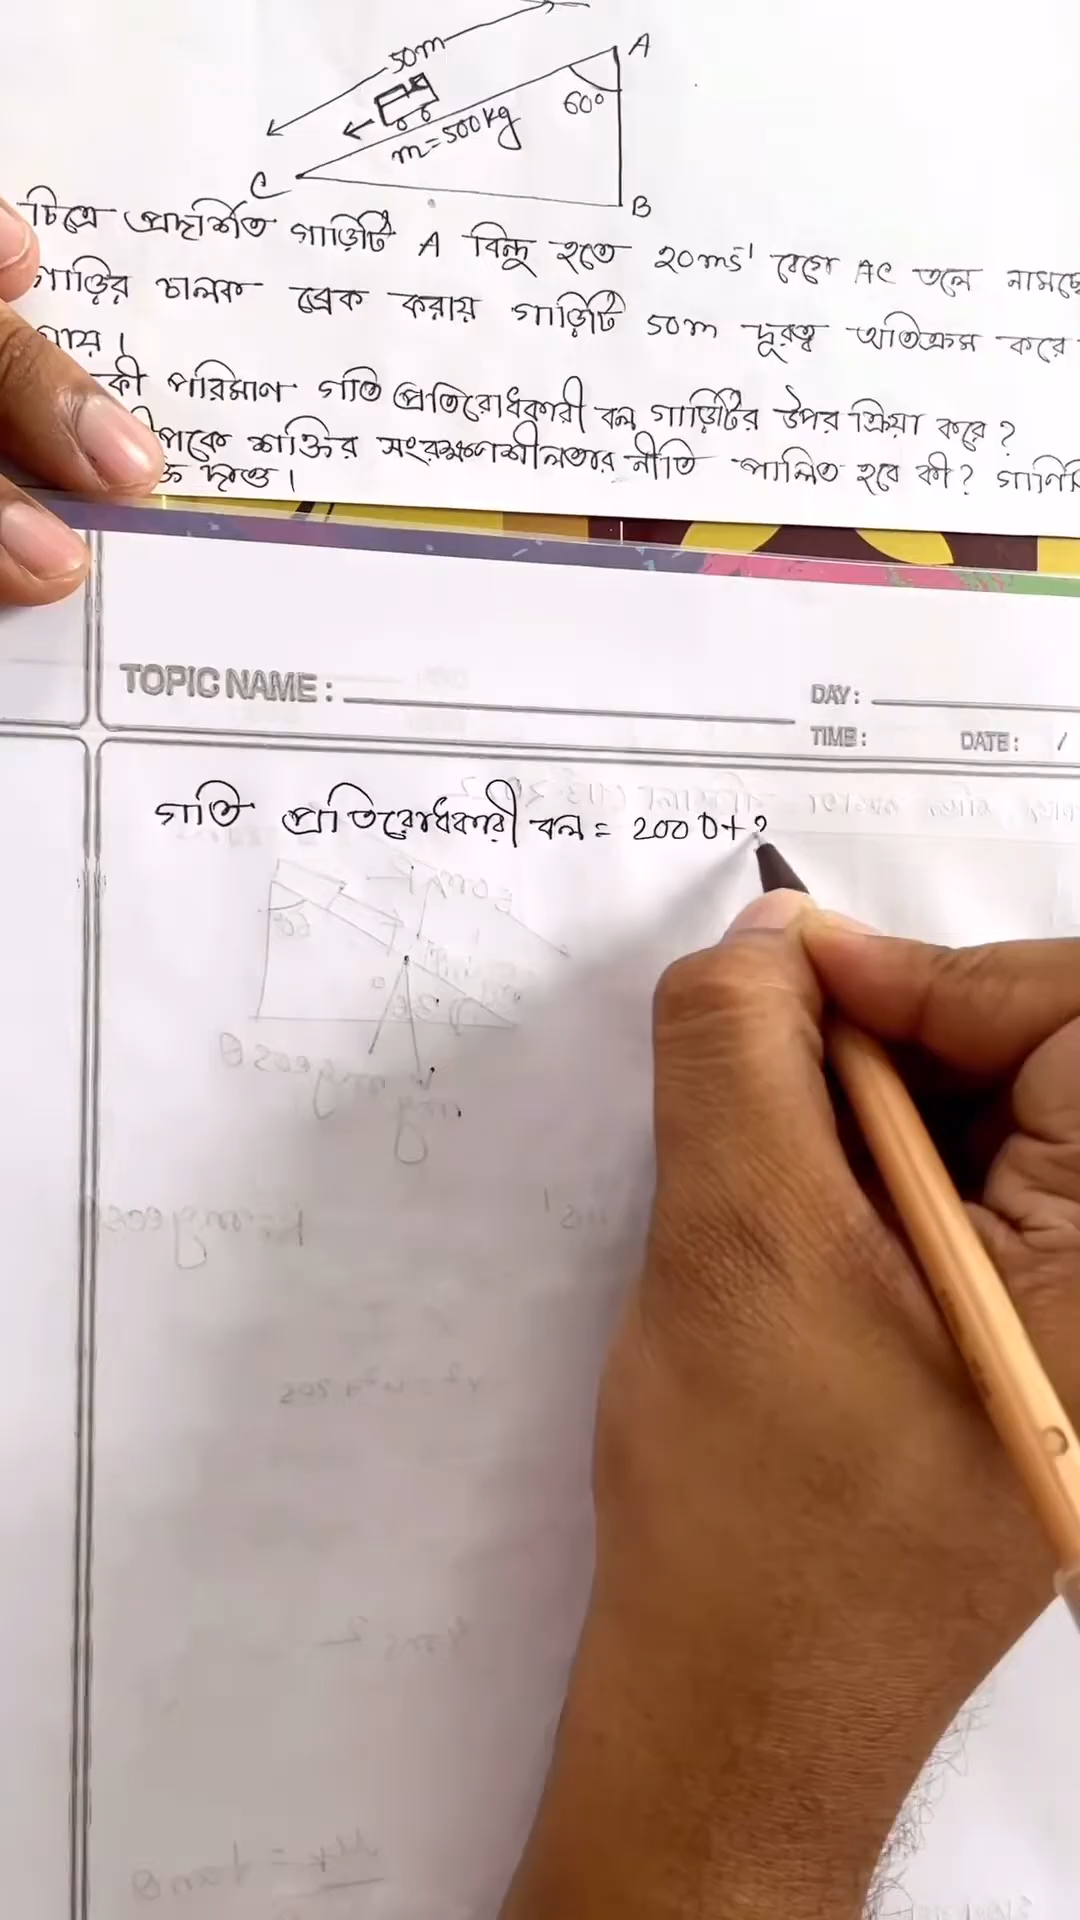 50m
A
60°
m=500kg
C
B
চিত্রে প্রদর্শিত গাড়িটি A বিন্দু হতে 20ms⁻¹ বেগে AC তলে নামছে
গাড়ির চালক ব্রেক করায় গাড়িটি 50m দূরত্ব অতিক্রম করে
যায়।
কী পরিমাণ গতি প্রতিরোধকারী বল গাড়িটির উপর ক্রিয়া করে?
শক্তির সংরক্ষণশীলতার নীতি পালিত হবে কী?
দাও।
TOPIC NAME :
DAY :
TIME :
DATE : /
গতি প্রতিরোধকারী বল = 2000+